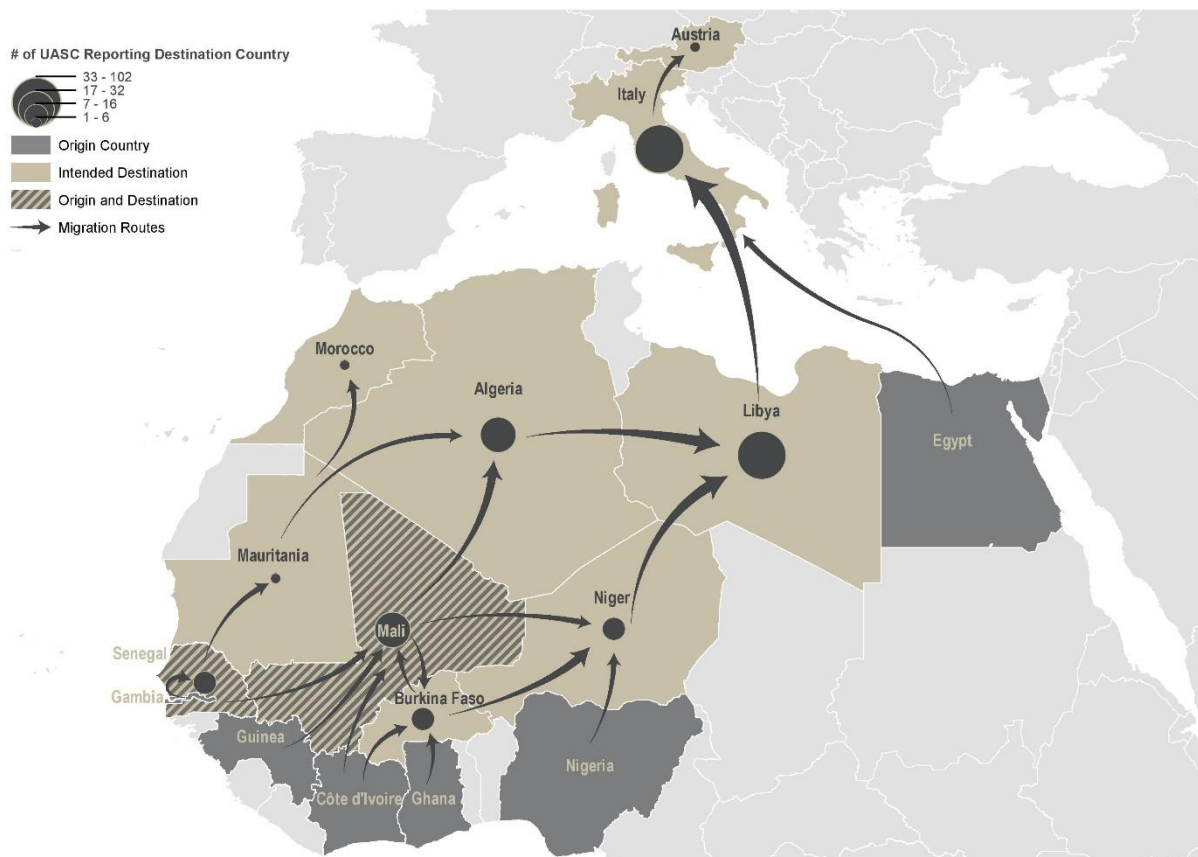 # of UASC Reporting Destination Country
33 - 102
17 - 32
7 - 16
1 - 6
Origin Country
Intended Destination
Origin and Destination
Migration Routes
Austria
Italy
Morocco
Algeria
Libya
Egypt
Mauritania
Niger
Mali
Senegal
Gambia
Burkina Faso
Guinea
Nigeria
Côte d'Ivoire
Ghana